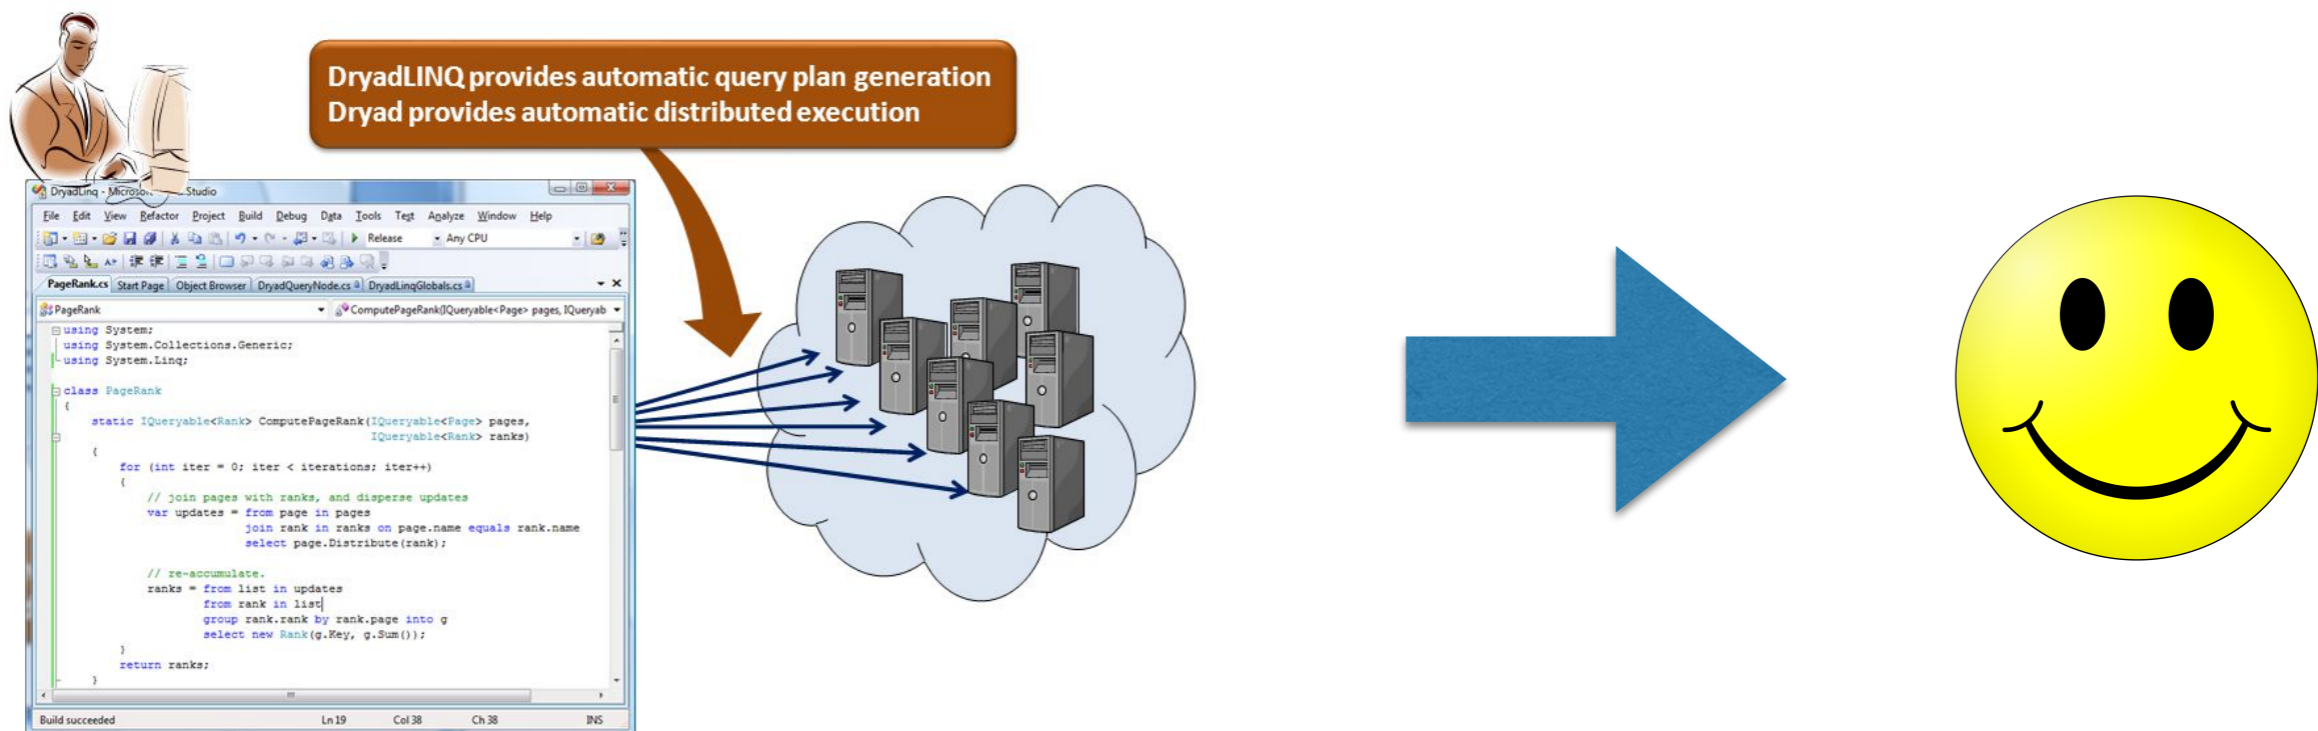 DryadLINQ provides automatic query plan generation
Dryad provides automatic distributed execution
DryadLinq - Microso Studio
File Edit View Refactor Project Build Debug Data Tools Test Analyze Window Help
Release Any CPU
PageRank.cs Start Page Object Browser DryadQueryNode.cs DryadLinqGlobals.cs
PageRank ComputePageRank(IQueryable<Page> pages, IQueryab
using System;
using System.Collections.Generic;
using System.Linq;
class PageRank
{
static IQueryable<Rank> ComputePageRank(IQueryable<Page> pages,
IQueryable<Rank> ranks)
{
for (int iter = 0; iter < iterations; iter++)
{
// join pages with ranks, and disperse updates
var updates = from page in pages
join rank in ranks on page.name equals rank.name
select page.Distribute(rank);
// re-accumulate.
ranks = from list in updates
from rank in list
group rank.rank by rank.page into g
select new Rank(g.Key, g.Sum());
}
return ranks;
}
Build succeeded Ln 19 Col 38 Ch 38 INS